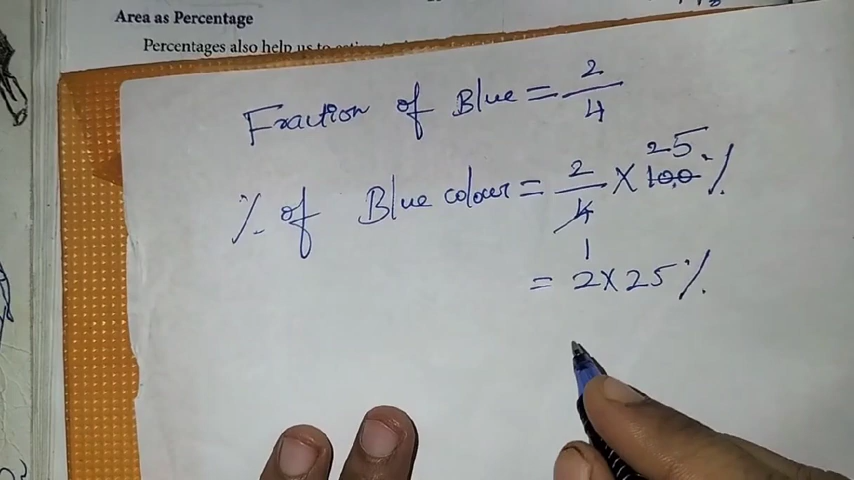 Area as Percentage
Percentages also help us to
Fraction of Blue = 2/4
% of Blue colour = 2/4 × 100 %
25
1
= 2 × 25 %